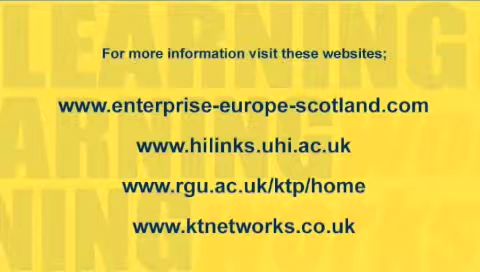 LEARNING
For more information visit these websites;
www.enterprise-europe-scotland.com
www.hilinks.uhi.ac.uk
www.rgu.ac.uk/ktp/home
www.ktnetworks.co.uk